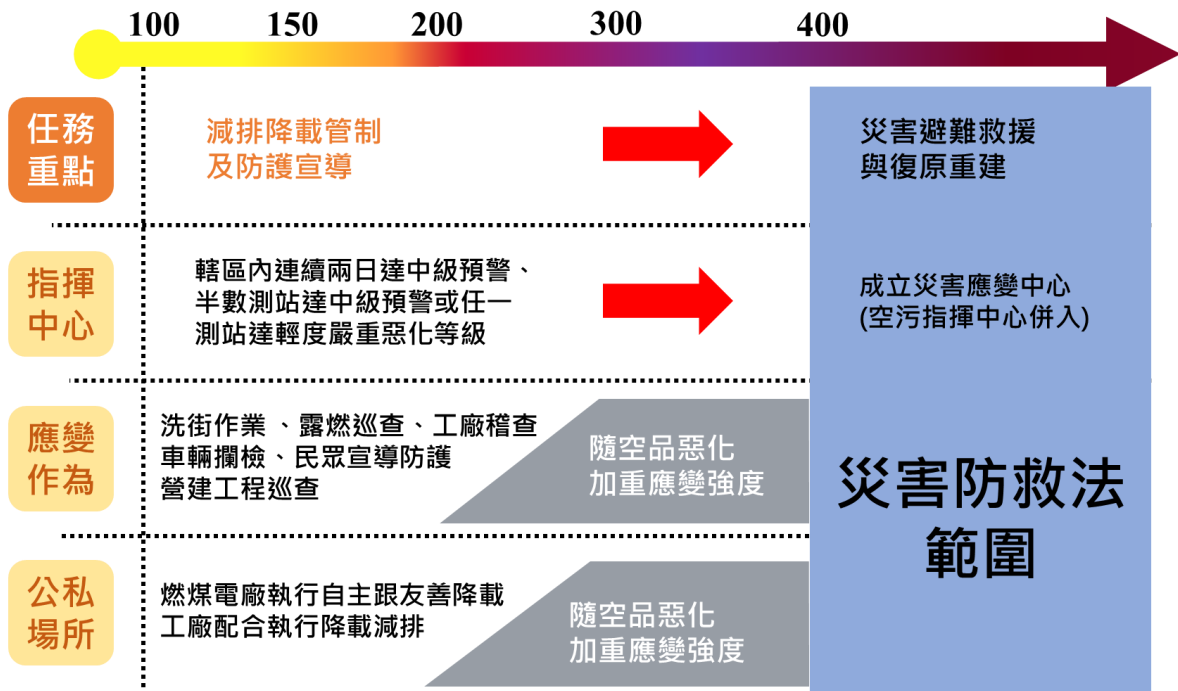 100 150 200 300 400
任務
重點
減排降載管制
及防護宣導
災害避難救援
與復原重建
指揮
中心
轄區內連續兩日達中級預警、
半數測站達中級預警或任一
測站達輕度嚴重惡化等級
成立災害應變中心
(空污指揮中心併入)
應變
作為
洗街作業、露燃巡查、工廠稽查
車輛攔檢、民眾宣導防護
營建工程巡查
隨空品惡化
加重應變強度
災害防救法
範圍
公私
場所
燃煤電廠執行自主跟友善降載
工廠配合執行降載減排
隨空品惡化
加重應變強度